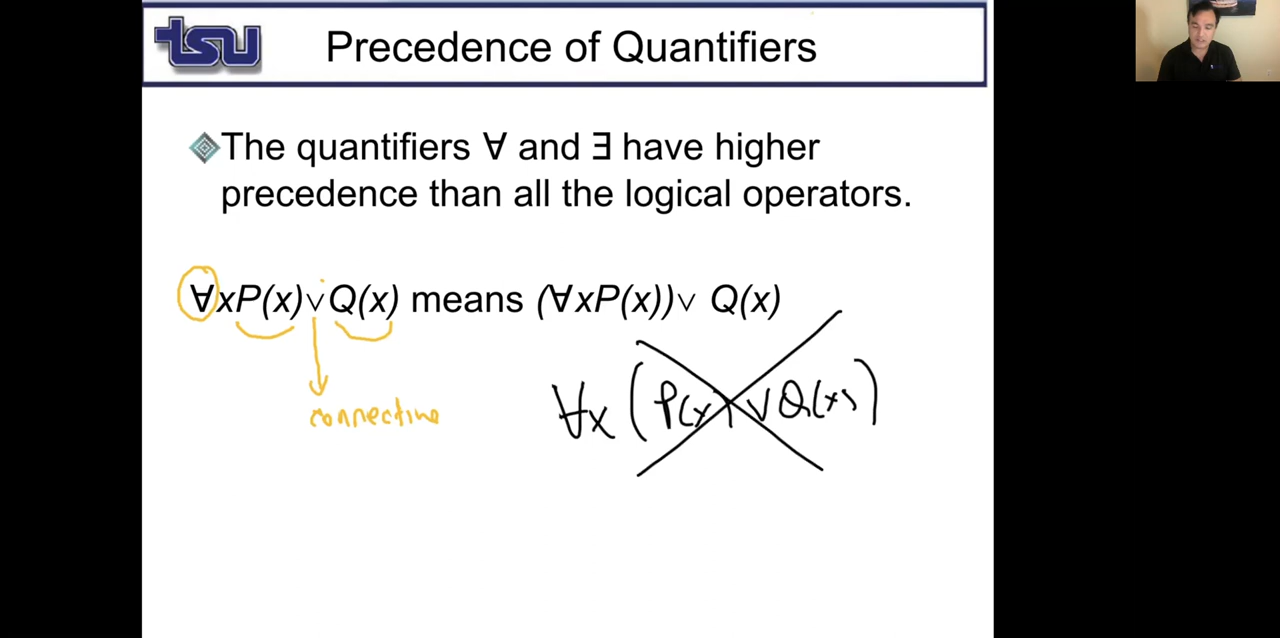 tsu
Precedence of Quantifiers
The quantifiers ∀ and ∃ have higher
precedence than all the logical operators.
∀xP(x)∨Q(x) means (∀xP(x))∨ Q(x)
∀x (P(x) ∨ Q(x))
connective